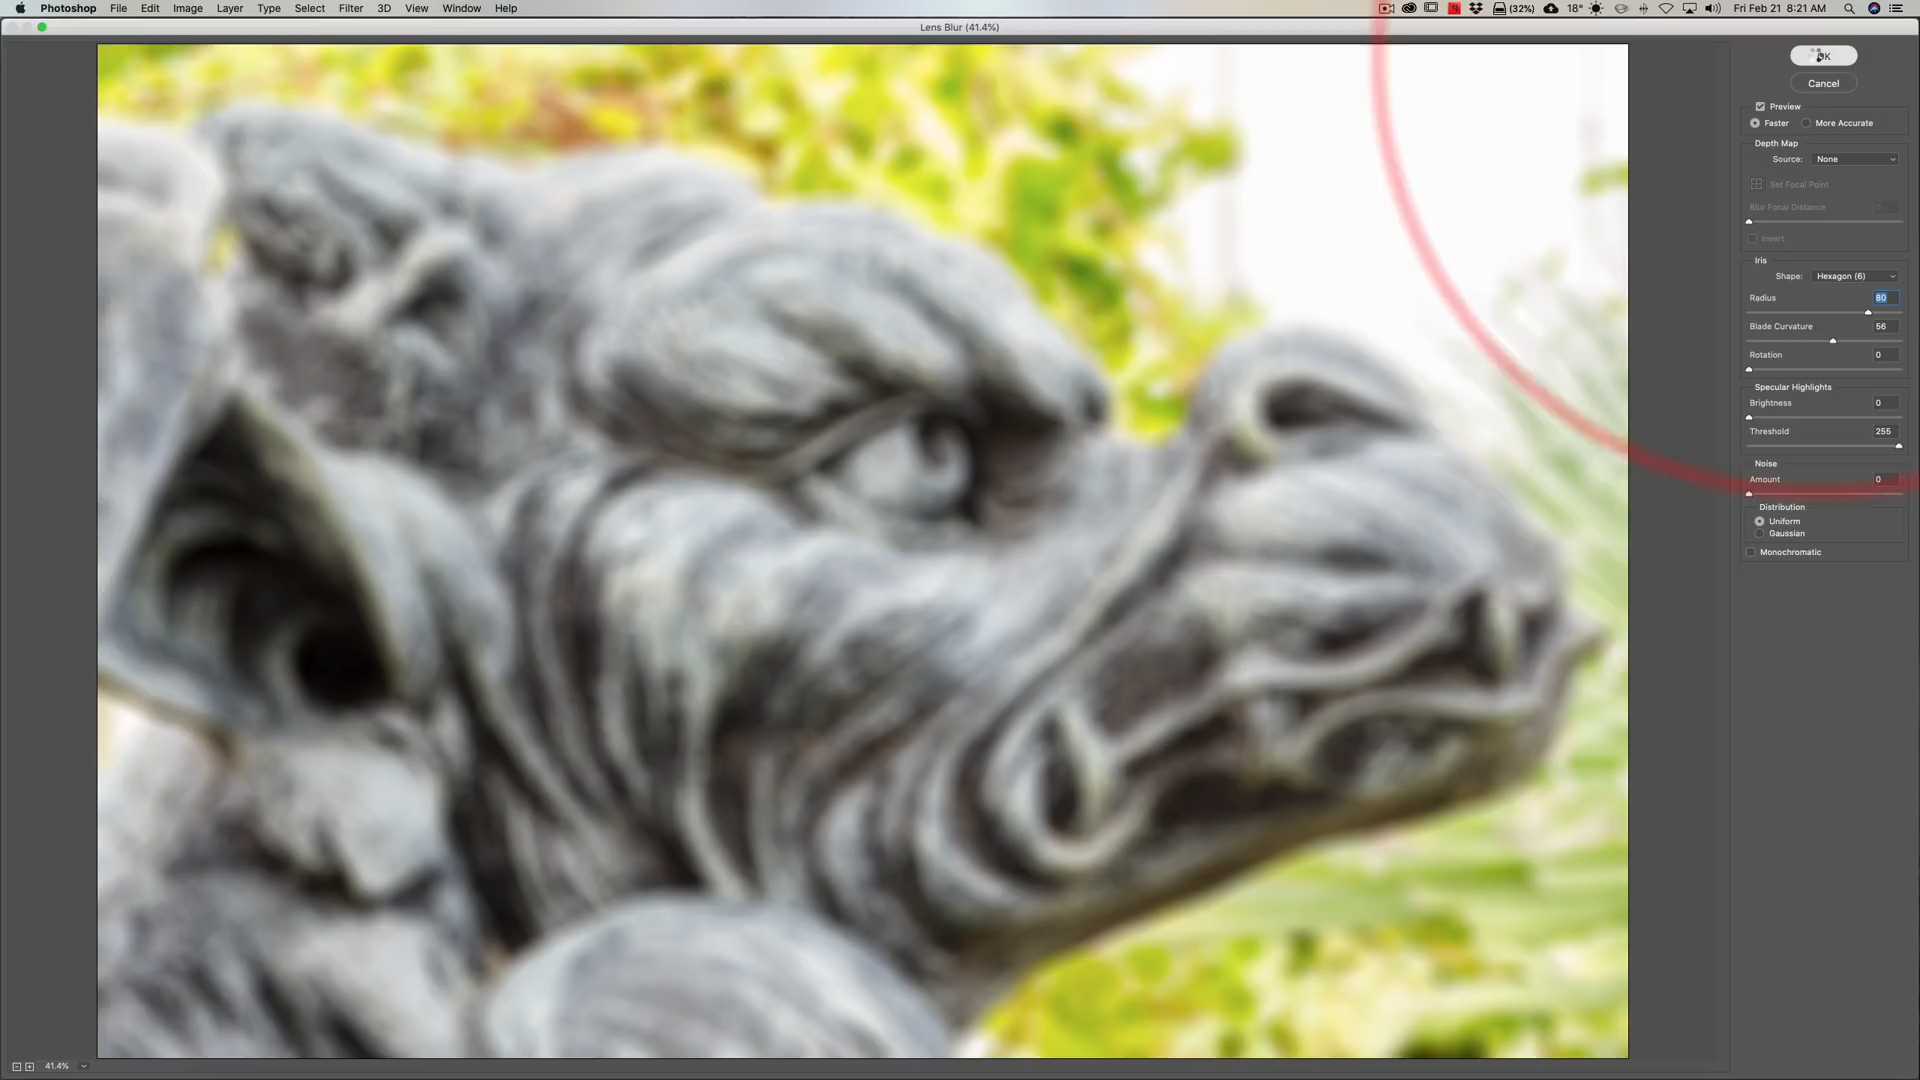 Photoshop File Edit Image Layer Type Select Filter 3D View Window Help (32%) 18° Fri Feb 21 8:21 AM
Lens Blur (41.4%)
Cancel
Preview
Faster More Accurate
Depth Map
Source: None
Set Focal Point
Blur Focal Distance
Invert
Iris
Shape: Hexagon (6)
Radius 80
Blade Curvature 56
Rotation 0
Specular Highlights
Brightness 0
Threshold 255
Noise
Amount 0
Distribution
Uniform
Gaussian
Monochromatic
41.4%